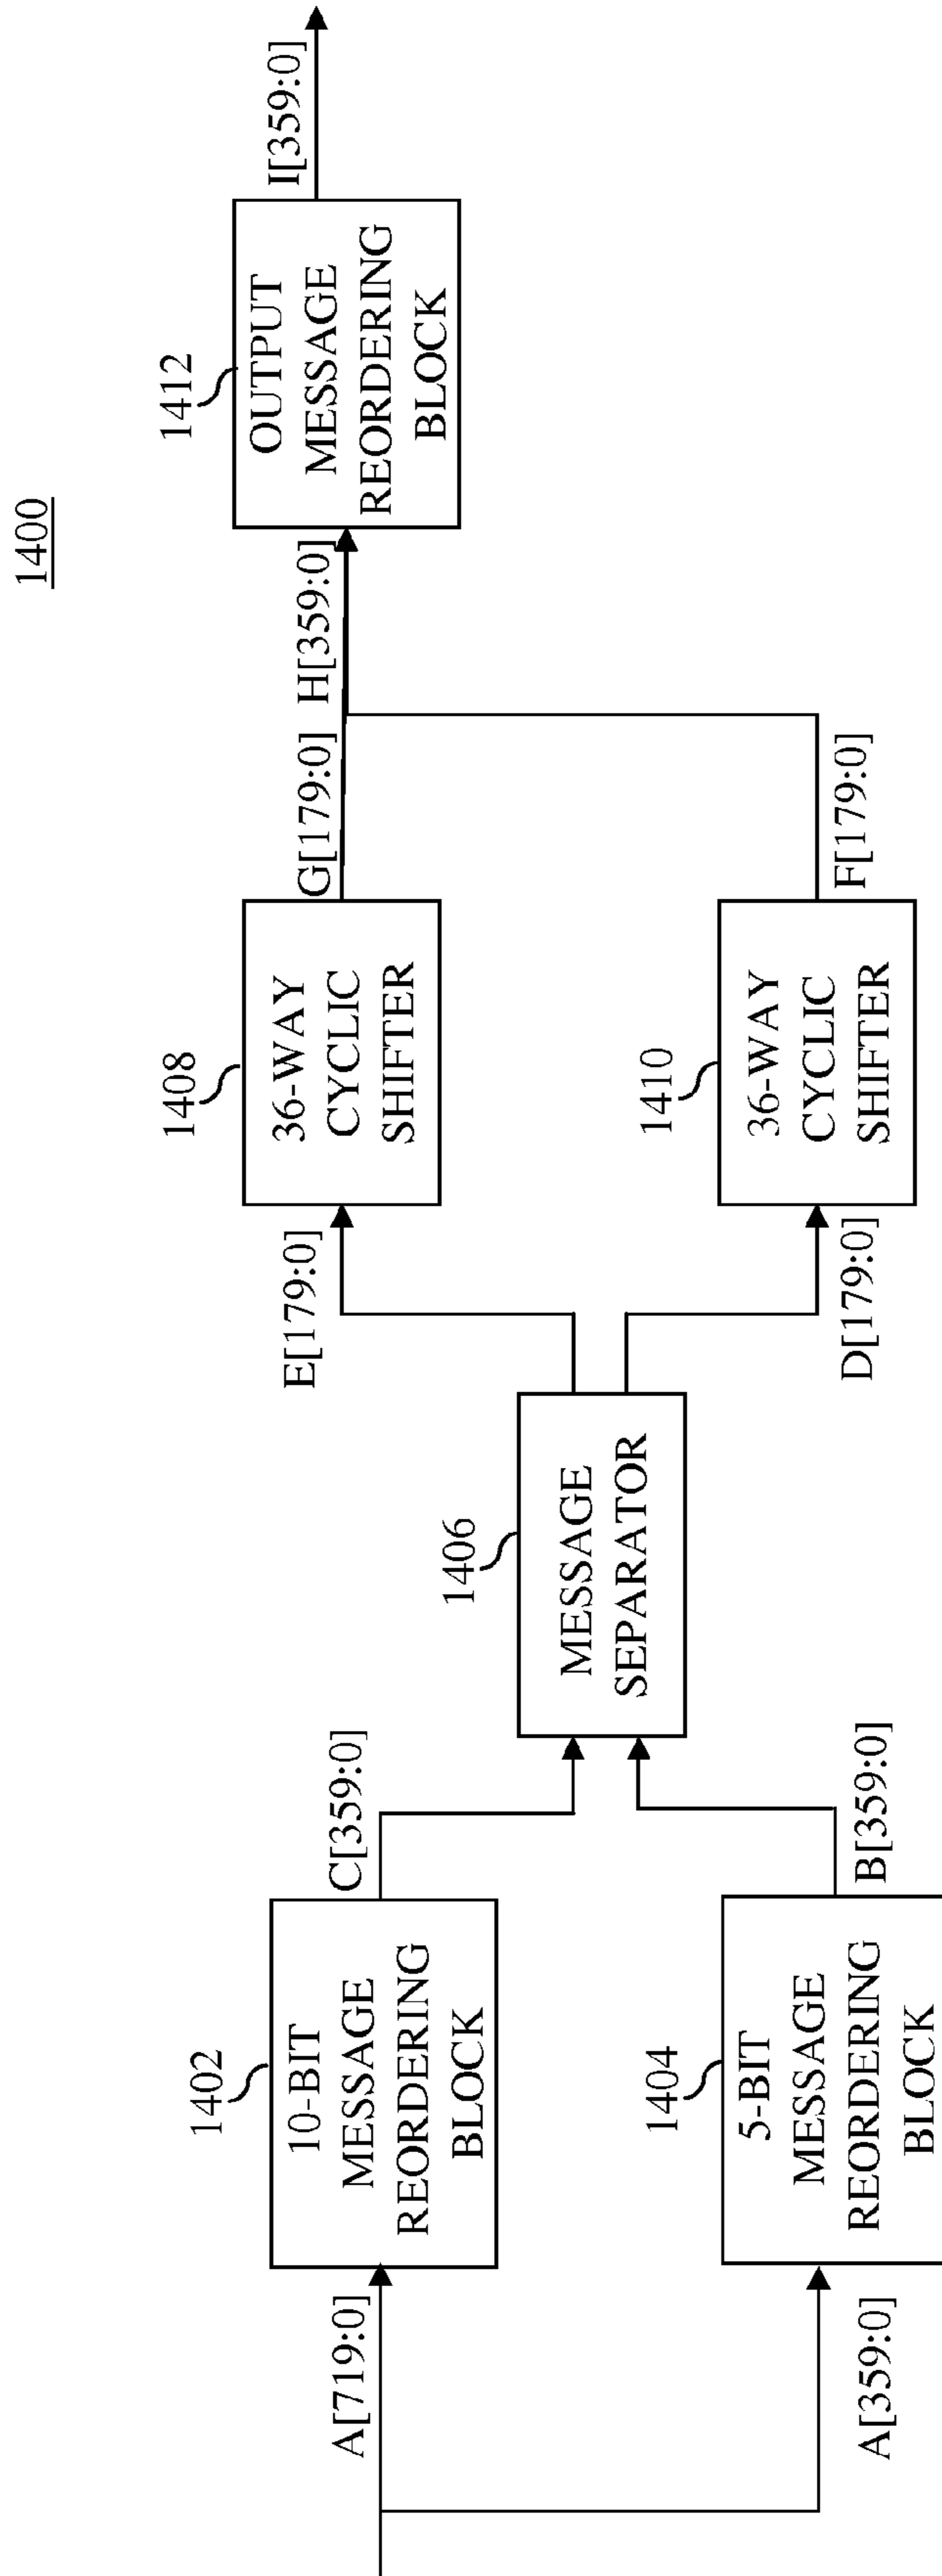 1400
A[719:0]
A[359:0]
1402
10-BIT
MESSAGE
REORDERING
BLOCK
1404
5-BIT
MESSAGE
REORDERING
BLOCK
C[359:0]
B[359:0]
1406
MESSAGE
SEPARATOR
E[179:0]
D[179:0]
1408
36-WAY
CYCLIC
SHIFTER
1410
36-WAY
CYCLIC
SHIFTER
G[179:0]
F[179:0]
H[359:0]
1412
OUTPUT
MESSAGE
REORDERING
BLOCK
I[359:0]